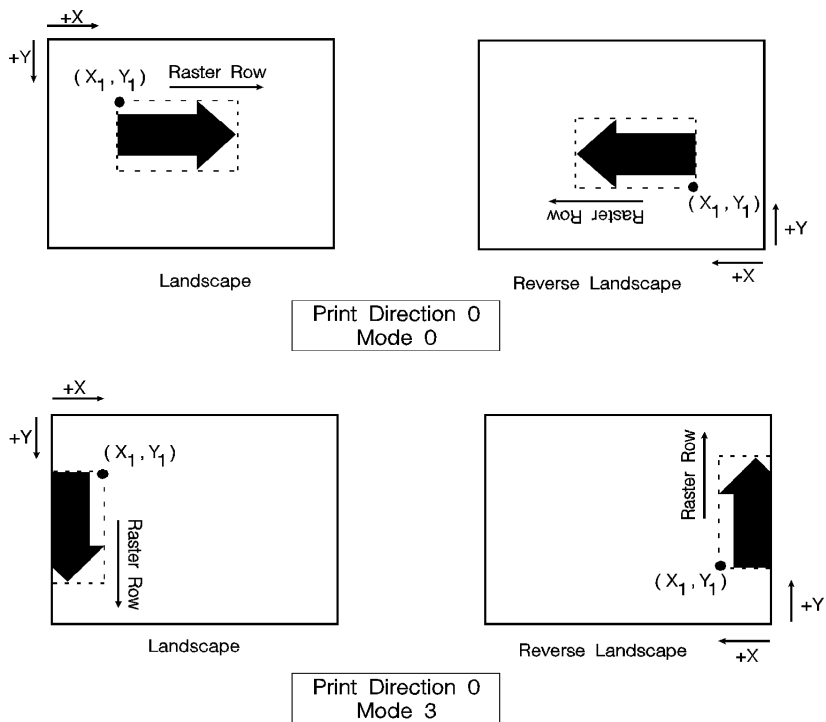 +X
+Y
(X1, Y1)
Raster Row
Landscape
Raster Row
(X1, Y1)
+Y
+X
Reverse Landscape
Print Direction 0
Mode 0
+X
+Y
(X1, Y1)
Raster Row
Landscape
Raster Row
(X1, Y1)
+Y
+X
Reverse Landscape
Print Direction 0
Mode 3